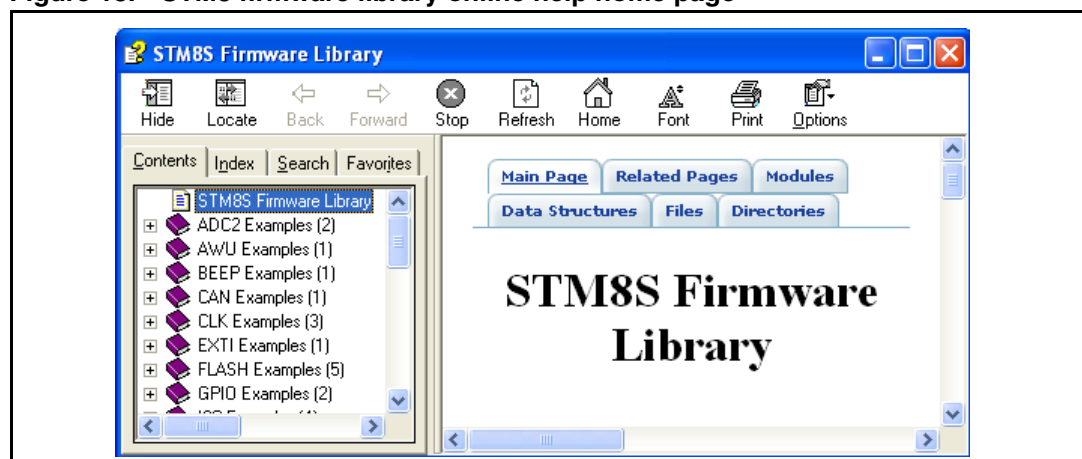 STM8S Firmware Library
Hide Locate Back Forward Stop Refresh Home Font Print Options
Contents Index Search Favorites
STM8S Firmware Library
ADC2 Examples (2)
AWU Examples (1)
BEEP Examples (1)
CAN Examples (1)
CLK Examples (3)
EXTI Examples (1)
FLASH Examples (5)
GPIO Examples (2)
Main Page Related Pages Modules
Data Structures Files Directories
STM8S Firmware
Library